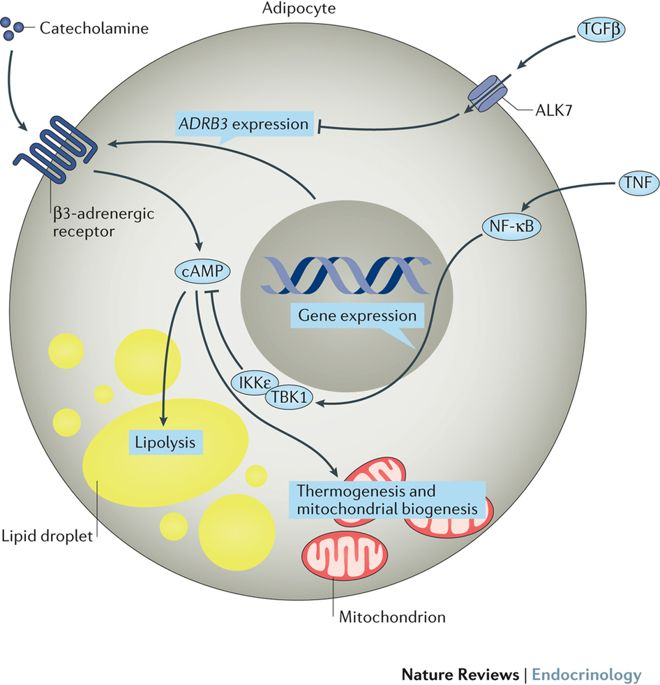 Adipocyte
Catecholamine
TGFβ
ALK7
ADRB3 expression
TNF
β3-adrenergic
receptor
NF-κB
cAMP
Gene expression
IKKε
TBK1
Lipolysis
Thermogenesis and
mitochondrial biogenesis
Lipid droplet
Mitochondrion
Nature Reviews | Endocrinology